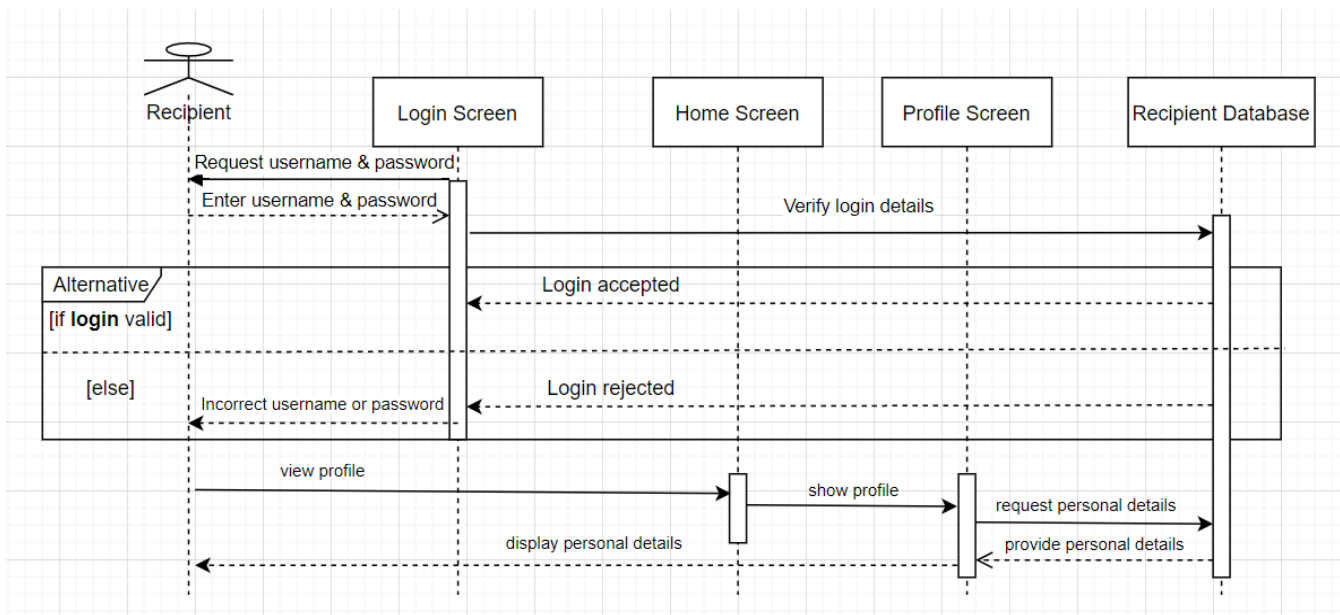 Recipient
Login Screen
Home Screen
Profile Screen
Recipient Database
Request username & password
Enter username & password
Verify login details
Alternative
Login accepted
[if login valid]
[else]
Login rejected
Incorrect username or password
view profile
show profile
request personal details
display personal details
provide personal details